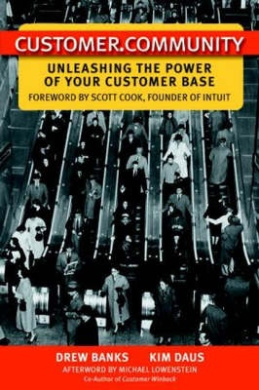 CUSTOMER.COMMUNITY
UNLEASHING THE POWER
OF YOUR CUSTOMER BASE
FOREWORD BY SCOTT COOK, FOUNDER OF INTUIT
DREW BANKS KIM DAUS
AFTERWORD BY MICHAEL LOWENSTEIN
Co-Author of Customer Winback